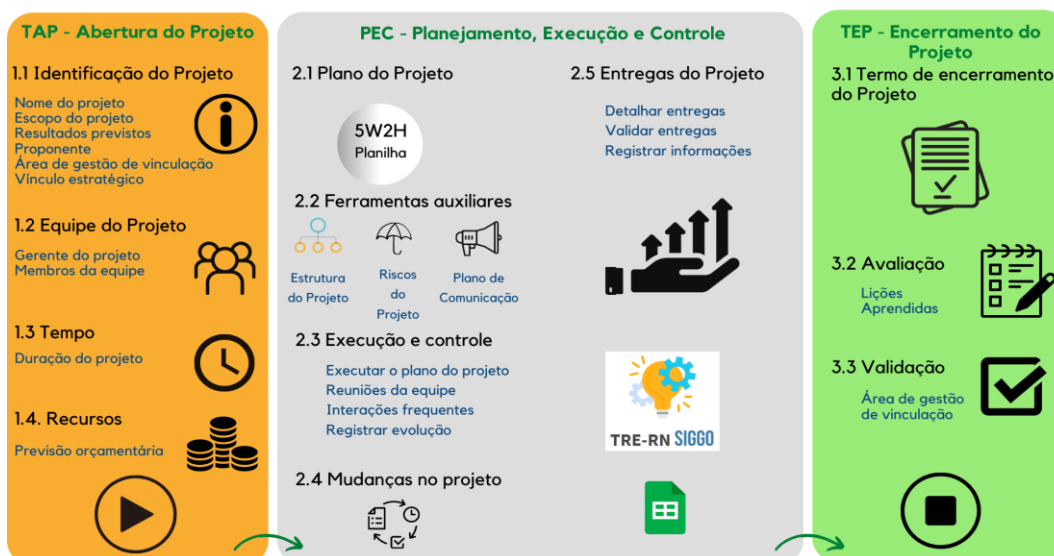 TAP - Abertura do Projeto
1.1 Identificação do Projeto
Nome do projeto
Escopo do projeto
Resultados previstos
Proponente
Área de gestão de vinculação
Vínculo estratégico
1.2 Equipe do Projeto
Gerente do projeto
Membros da equipe
1.3 Tempo
Duração do projeto
1.4. Recursos
Previsão orçamentária
PEC - Planejamento, Execução e Controle
2.1 Plano do Projeto
5W2H
Planilha
2.2 Ferramentas auxiliares
Estrutura
do Projeto
Riscos
do
Projeto
Plano de
Comunicação
2.3 Execução e controle
Executar o plano do projeto
Reuniões da equipe
Interações frequentes
Registrar evolução
2.4 Mudanças no projeto
2.5 Entregas do Projeto
Detalhar entregas
Validar entregas
Registrar informações
TRE-RN SIGGO
TEP - Encerramento do
Projeto
3.1 Termo de encerramento
do Projeto
3.2 Avaliação
Lições
Aprendidas
3.3 Validação
Área de gestão
de vinculação